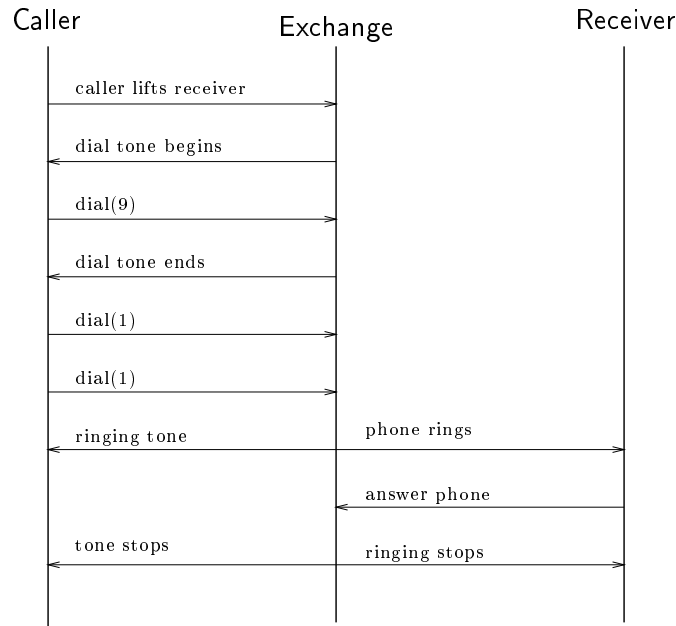 Caller
Exchange
Receiver
caller lifts receiver
dial tone begins
dial(9)
dial tone ends
dial(1)
dial(1)
ringing tone
phone rings
answer phone
tone stops
ringing stops